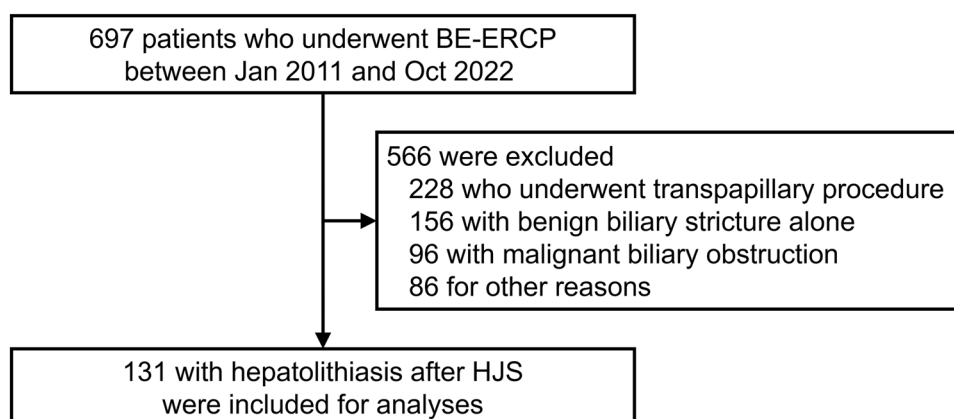 697 patients who underwent BE-ERCP
between Jan 2011 and Oct 2022
566 were excluded
228 who underwent transpapillary procedure
156 with benign biliary stricture alone
96 with malignant biliary obstruction
86 for other reasons
131 with hepatolithiasis after HJS
were included for analyses